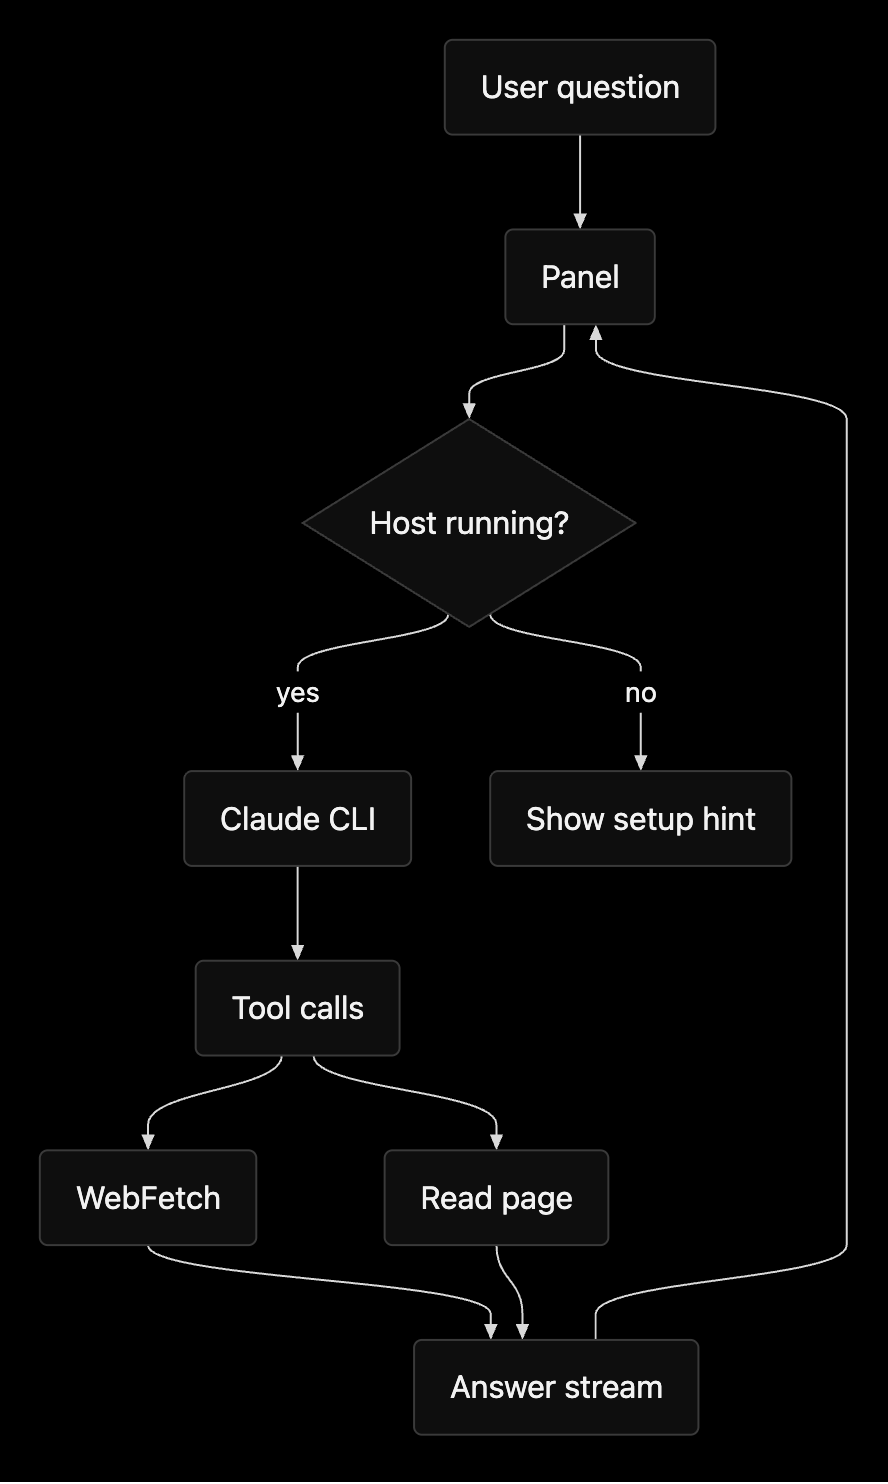 User question
Panel
Host running?
yes
no
Claude CLI
Show setup hint
Tool calls
WebFetch
Read page
Answer stream